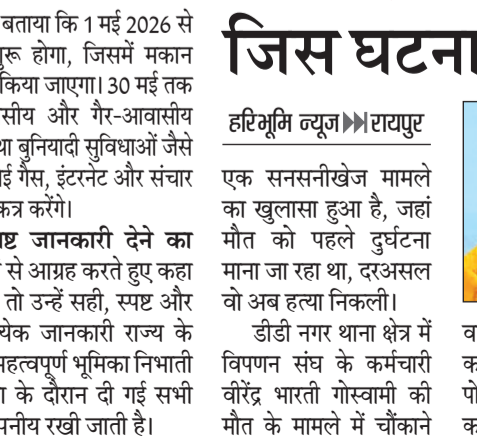 बताया कि 1 मई 2026 से
होगा, जिसमें मकान
किया जाएगा। 30 मई तक
और गैर-आवासीय
बुनियादी सुविधाओं जैसे
गैस, इंटरनेट और संचार
करेंगे।
जानकारी देने का
से आग्रह करते हुए कहा
तो उन्हें सही, स्पष्ट और
जानकारी राज्य के
महत्वपूर्ण भूमिका निभाती
के दौरान दी गई सभी
रखी जाती है।
जिस घटना
हरिभूमि न्यूज रायपुर
एक सनसनीखेज मामले
का खुलासा हुआ है, जहां
मौत को पहले दुर्घटना
माना जा रहा था, दरअसल
वो अब हत्या निकली।
डीडी नगर थाना क्षेत्र में
विपणन संघ के कर्मचारी
वीरेंद्र भारती गोस्वामी की
मौत के मामले में चौंकाने